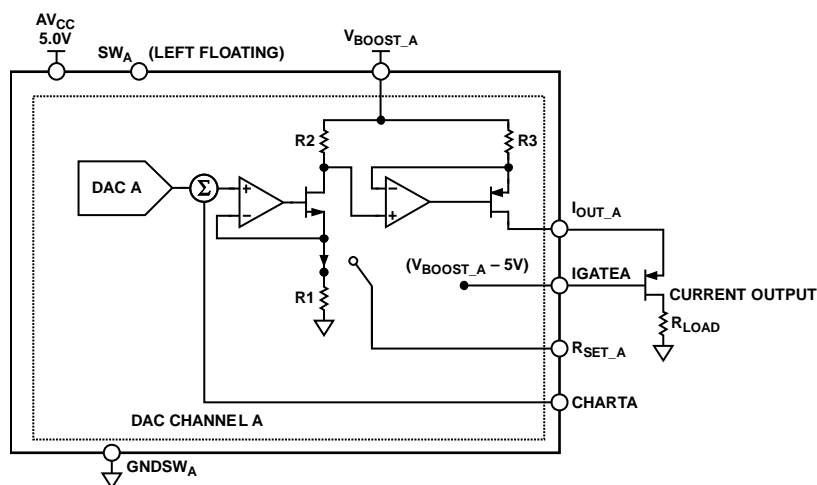 AVCC
5.0V
SWA (LEFT FLOATING)
VBOOST_A
R2
R3
DAC A
Σ
+
−
−
+
IOUT_A
(VBOOST_A – 5V)
IGATEA
CURRENT OUTPUT
R1
RLOAD
RSET_A
CHARTA
DAC CHANNEL A
GNDSWA